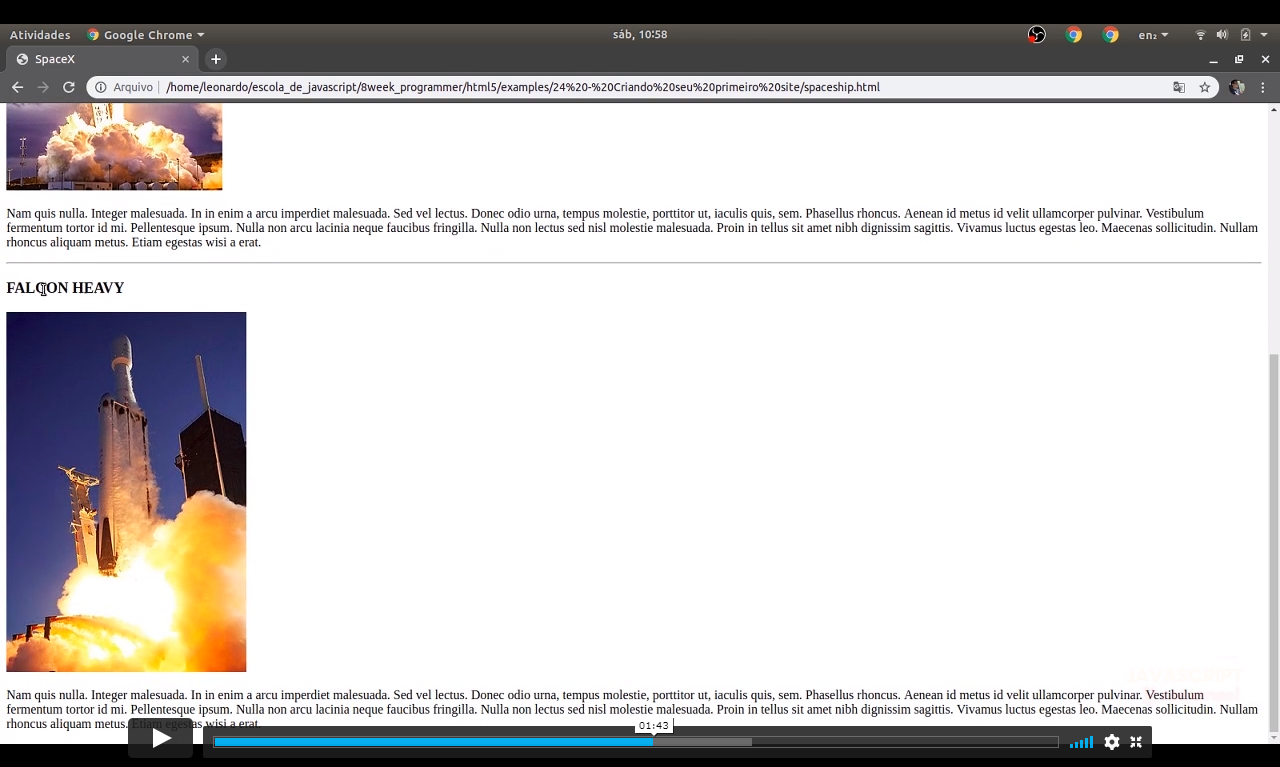 Atividades Google Chrome sáb, 10:58 en₂
SpaceX
Arquivo /home/leonardo/escola_de_javascript/8week_programmer/html5/examples/24%20-%20Criando%20seu%20primeiro%20site/spaceship.html
Nam quis nulla. Integer malesuada. In in enim a arcu imperdiet malesuada. Sed vel lectus. Donec odio urna, tempus molestie, porttitor ut, iaculis quis, sem. Phasellus rhoncus. Aenean id metus id velit ullamcorper pulvinar. Vestibulum
fermentum tortor id mi. Pellentesque ipsum. Nulla non arcu lacinia neque faucibus fringilla. Nulla non lectus sed nisl molestie malesuada. Proin in tellus sit amet nibh dignissim sagittis. Vivamus luctus egestas leo. Maecenas sollicitudin. Nullam
rhoncus aliquam metus. Etiam egestas wisi a erat.
FALCON HEAVY
JAVASCRIPT
Nam quis nulla. Integer malesuada. In in enim a arcu imperdiet malesuada. Sed vel lectus. Donec odio urna, tempus molestie, porttitor ut, iaculis quis, sem. Phasellus rhoncus. Aenean id metus id velit ullamcorper pulvinar. Vestibulum
fermentum tortor id mi. Pellentesque ipsum. Nulla non arcu lacinia neque faucibus fringilla. Nulla non lectus sed nisl molestie malesuada. Proin in tellus sit amet nibh dignissim sagittis. Vivamus luctus egestas leo. Maecenas sollicitudin. Nullam
rhoncus aliquam metus. Etiam egestas wisi a erat.
01:43